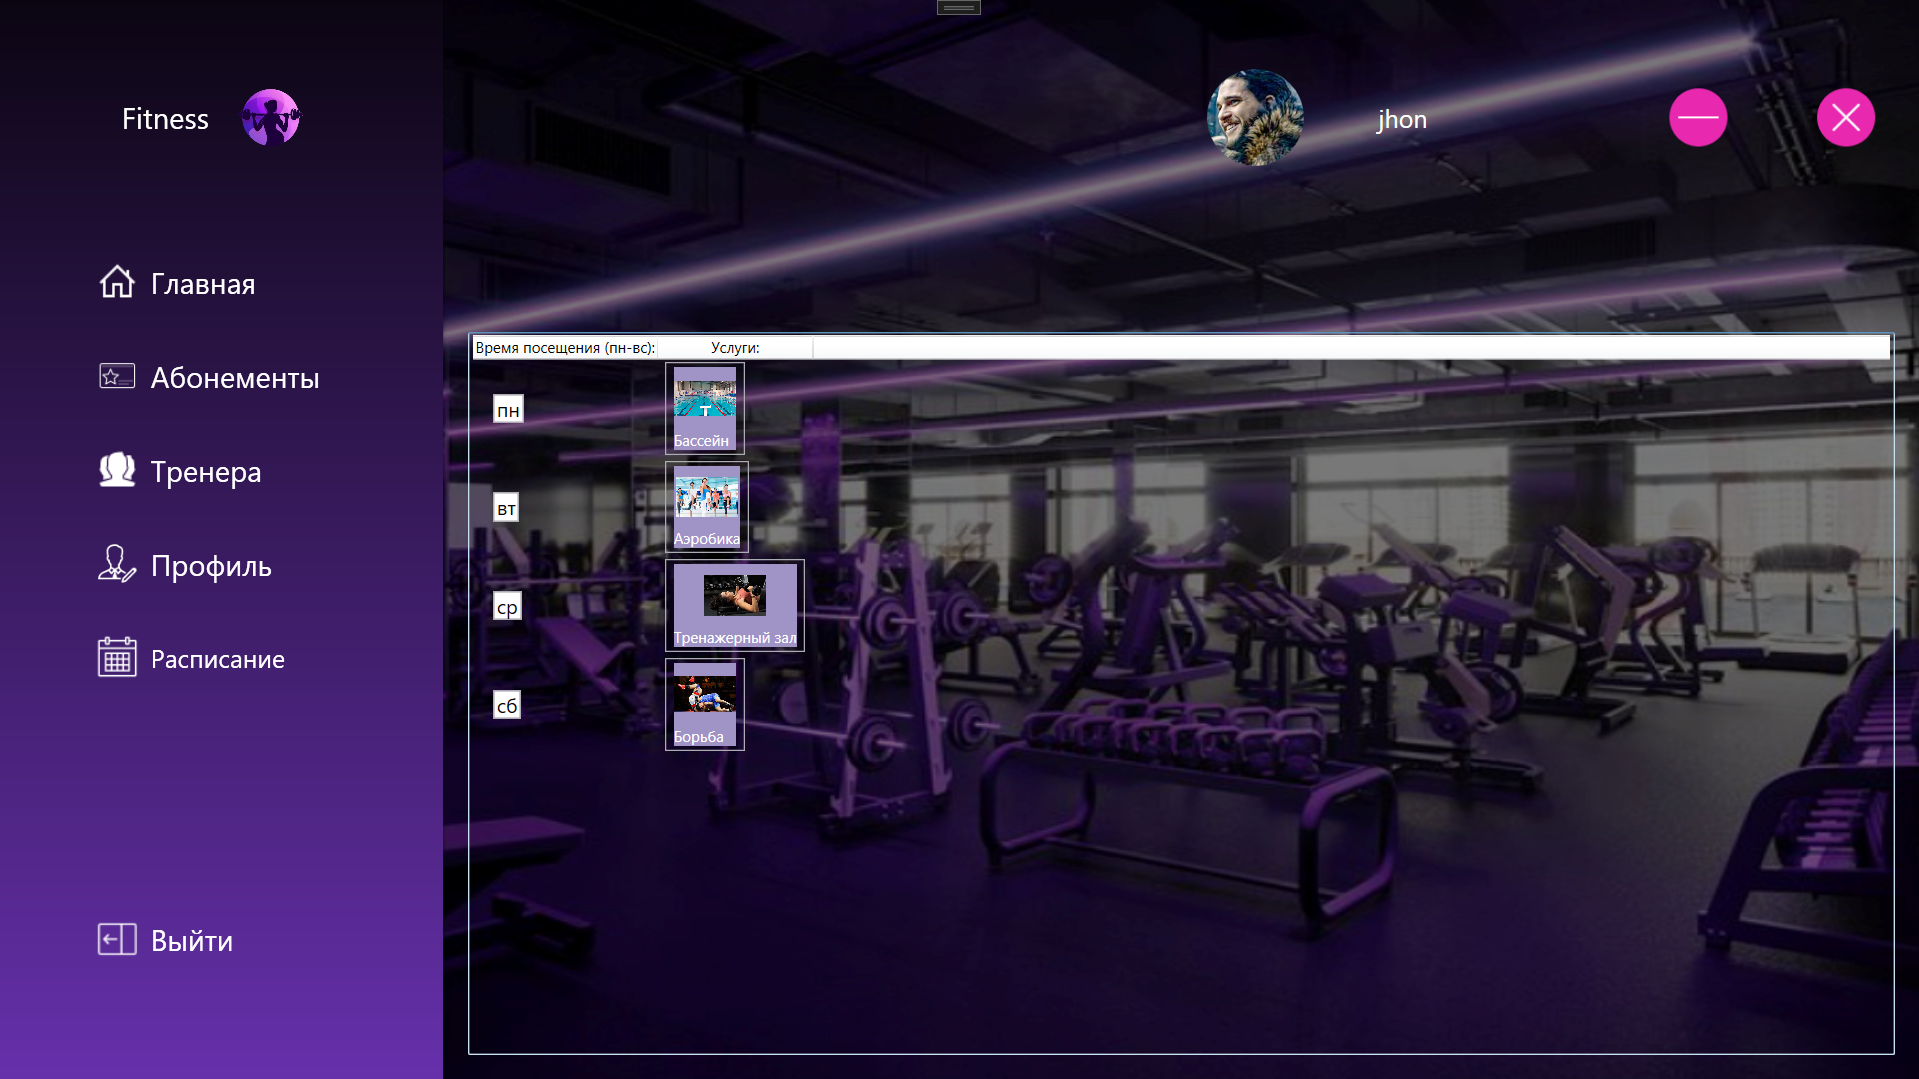 Fitness
jhon
Главная
Абонементы
Тренера
Профиль
Расписание
Выйти
Время посещения (пн-вс):
Услуги:
пн
Бассейн
вт
Аэробика
ср
Тренажерный зал
сб
Борьба